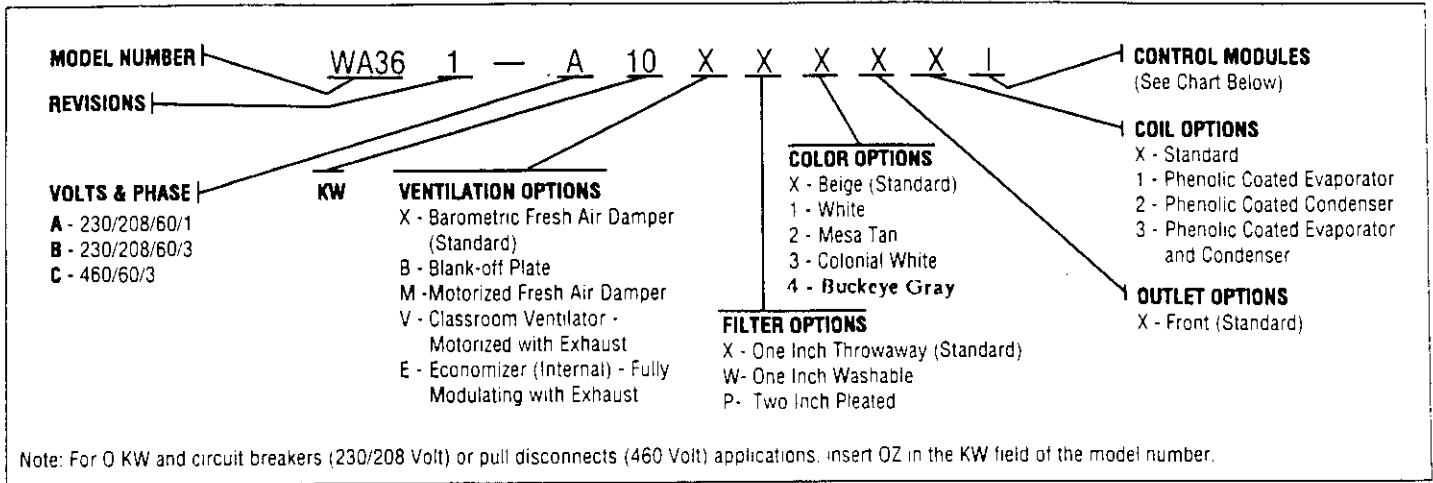 MODEL NUMBER
WA36 1 — A 10 X X X X X I
CONTROL MODULES
(See Chart Below)
REVISIONS
COIL OPTIONS
X - Standard
1 - Phenolic Coated Evaporator
2 - Phenolic Coated Condenser
3 - Phenolic Coated Evaporator
and Condenser
VOLTS & PHASE
A - 230/208/60/1
B - 230/208/60/3
C - 460/60/3
KW
VENTILATION OPTIONS
X - Barometric Fresh Air Damper
(Standard)
B - Blank-off Plate
M -Motorized Fresh Air Damper
V - Classroom Ventilator -
Motorized with Exhaust
E - Economizer (Internal) - Fully
Modulating with Exhaust
COLOR OPTIONS
X - Beige (Standard)
1 - White
2 - Mesa Tan
3 - Colonial White
4 - Buckeye Gray
FILTER OPTIONS
X - One Inch Throwaway (Standard)
W- One Inch Washable
P- Two Inch Pleated
OUTLET OPTIONS
X - Front (Standard)
Note: For 0 KW and circuit breakers (230/208 Volt) or pull disconnects (460 Volt) applications, insert 0Z in the KW field of the model number.